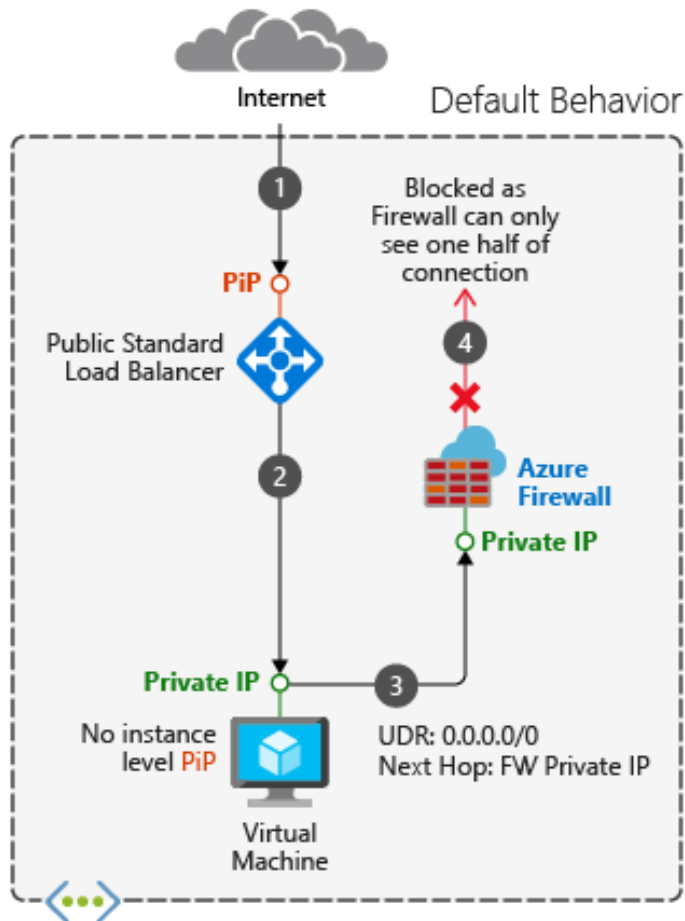 Internet
Default Behavior
1
Blocked as
Firewall can only
see one half of
connection
PiP
4
Public Standard
Load Balancer
2
Azure
Firewall
Private IP
Private IP
3
No instance
level PiP
UDR: 0.0.0.0/0
Next Hop: FW Private IP
Virtual
Machine